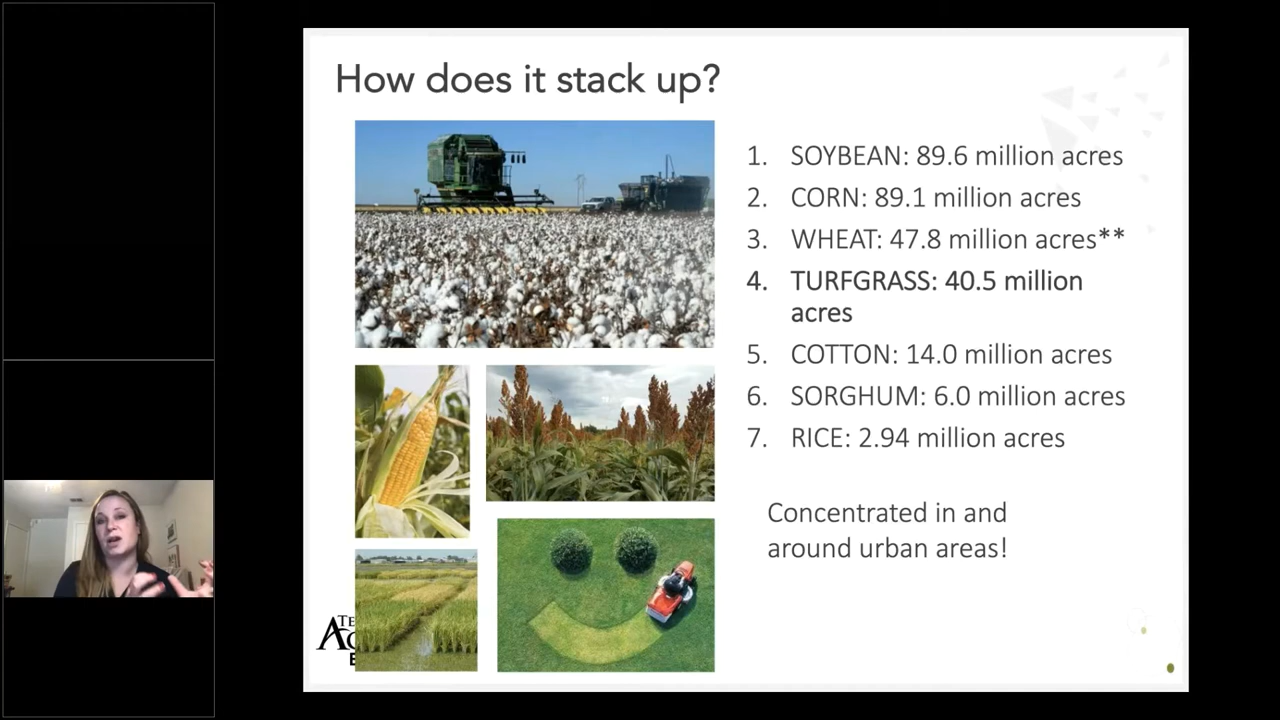 How does it stack up?
1. SOYBEAN: 89.6 million acres
2. CORN: 89.1 million acres
3. WHEAT: 47.8 million acres**
4. TURFGRASS: 40.5 million
acres
5. COTTON: 14.0 million acres
6. SORGHUM: 6.0 million acres
7. RICE: 2.94 million acres
Concentrated in and
around urban areas!